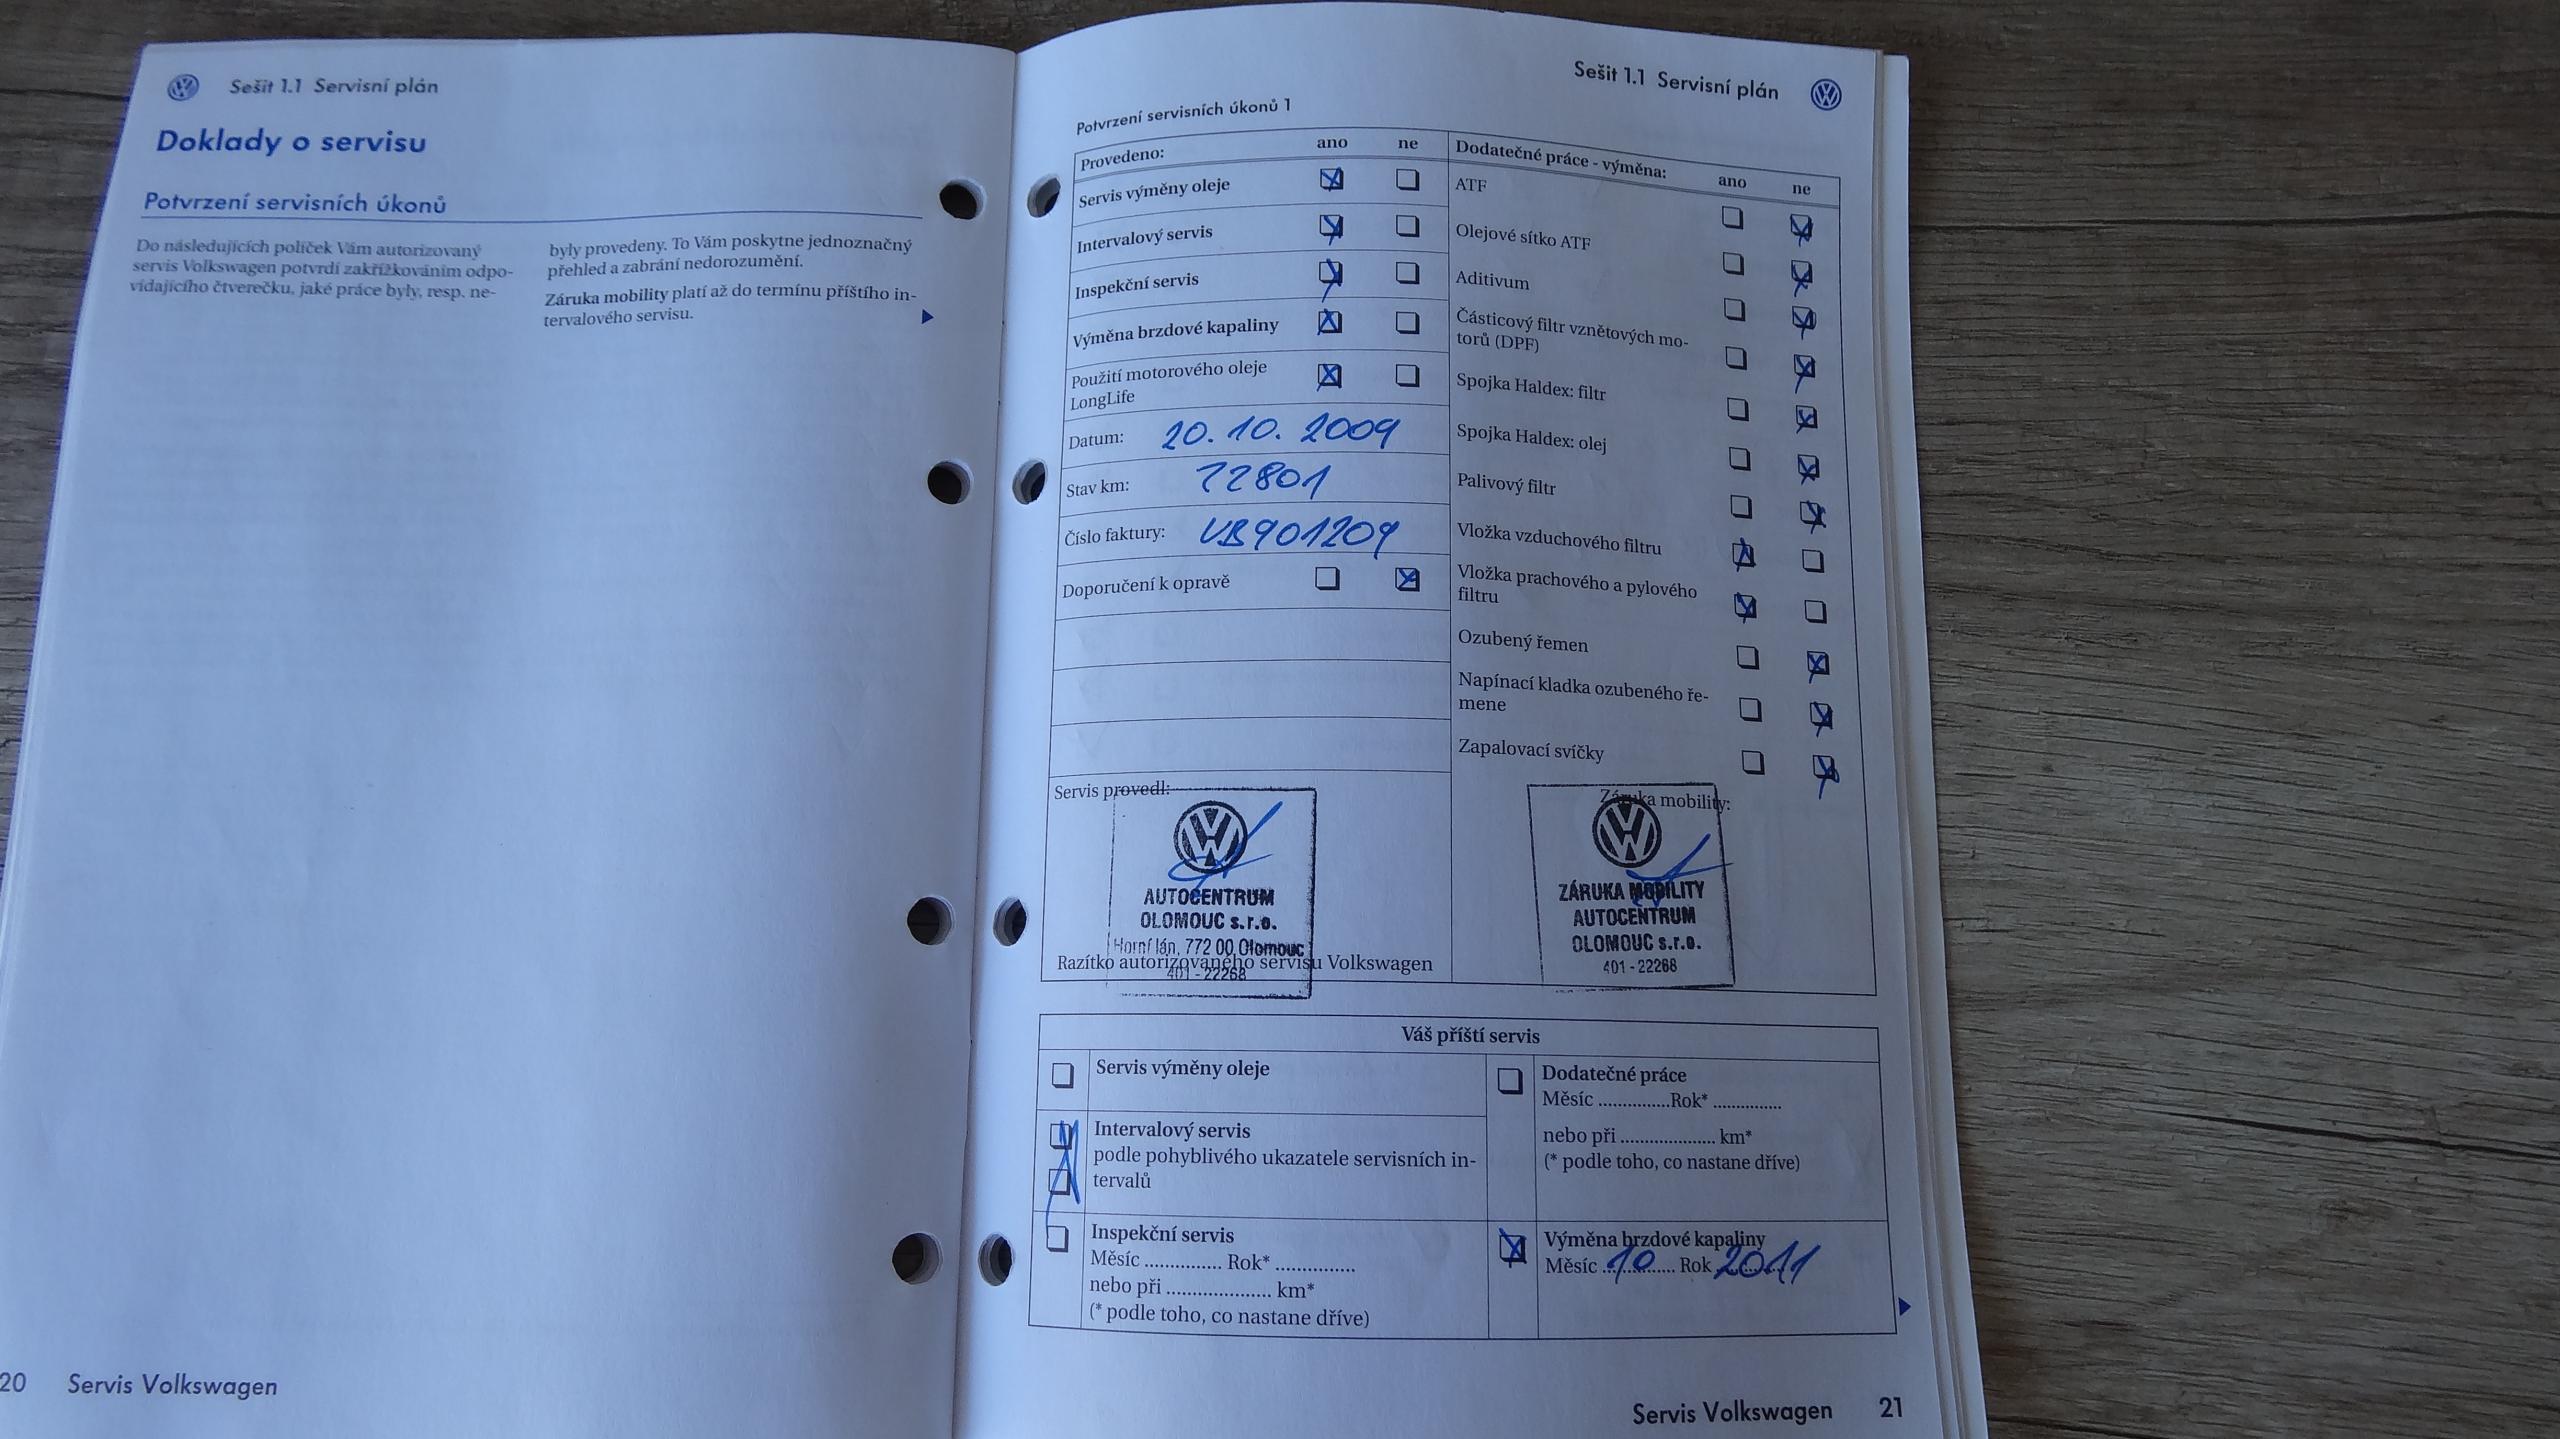 Sešit 1.1 Servisní plán
Doklady o servisu
Potvrzení servisních úkonů
Do následujících políček Vám autorizovaný
servis Volkswagen potvrdí zakřížkováním odpo-
vídajícího čtverečku, jaké práce byly, resp. ne-
byly provedeny. To Vám poskytne jednoznačný
přehled a zabrání nedorozumění.
Záruka mobility platí až do termínu příštího in-
tervalového servisu.
20 Servis Volkswagen
Sešit 1.1 Servisní plán
Potvrzení servisních úkonů 1
Provedeno: ano ne
Servis výměny oleje
Intervalový servis
Inspekční servis
Výměna brzdové kapaliny
Použití motorového oleje
LongLife
Datum: 20. 10. 2009
Stav km: 22801
Číslo faktury: VB901209
Doporučení k opravě
Dodatečné práce - výměna: ano ne
ATF
Olejové sítko ATF
Aditivum
Částicový filtr vznětových mo-
torů (DPF)
Spojka Haldex: filtr
Spojka Haldex: olej
Palivový filtr
Vložka vzduchového filtru
Vložka prachového a pylového
filtru
Ozubený řemen
Napínací kladka ozubeného ře-
mene
Zapalovací svíčky
Servis provedl:
AUTOCENTRUM
OLOMOUC s.r.o.
Horní lán, 772 00 Olomouc
401 - 22268
Razítko autorizovaného servisu Volkswagen
Záruka mobility:
ZÁRUKA MOBILITY
AUTOCENTRUM
OLOMOUC s.r.o.
401 - 22268
Váš příští servis
Servis výměny oleje
Intervalový servis
podle pohyblivého ukazatele servisních in-
tervalů
Inspekční servis
Měsíc ............... Rok* ...............
nebo při .................... km*
(* podle toho, co nastane dříve)
Dodatečné práce
Měsíc ...............Rok* ..............
nebo při .................... km*
(* podle toho, co nastane dříve)
Výměna brzdové kapaliny
Měsíc 10 Rok 2011
Servis Volkswagen 21